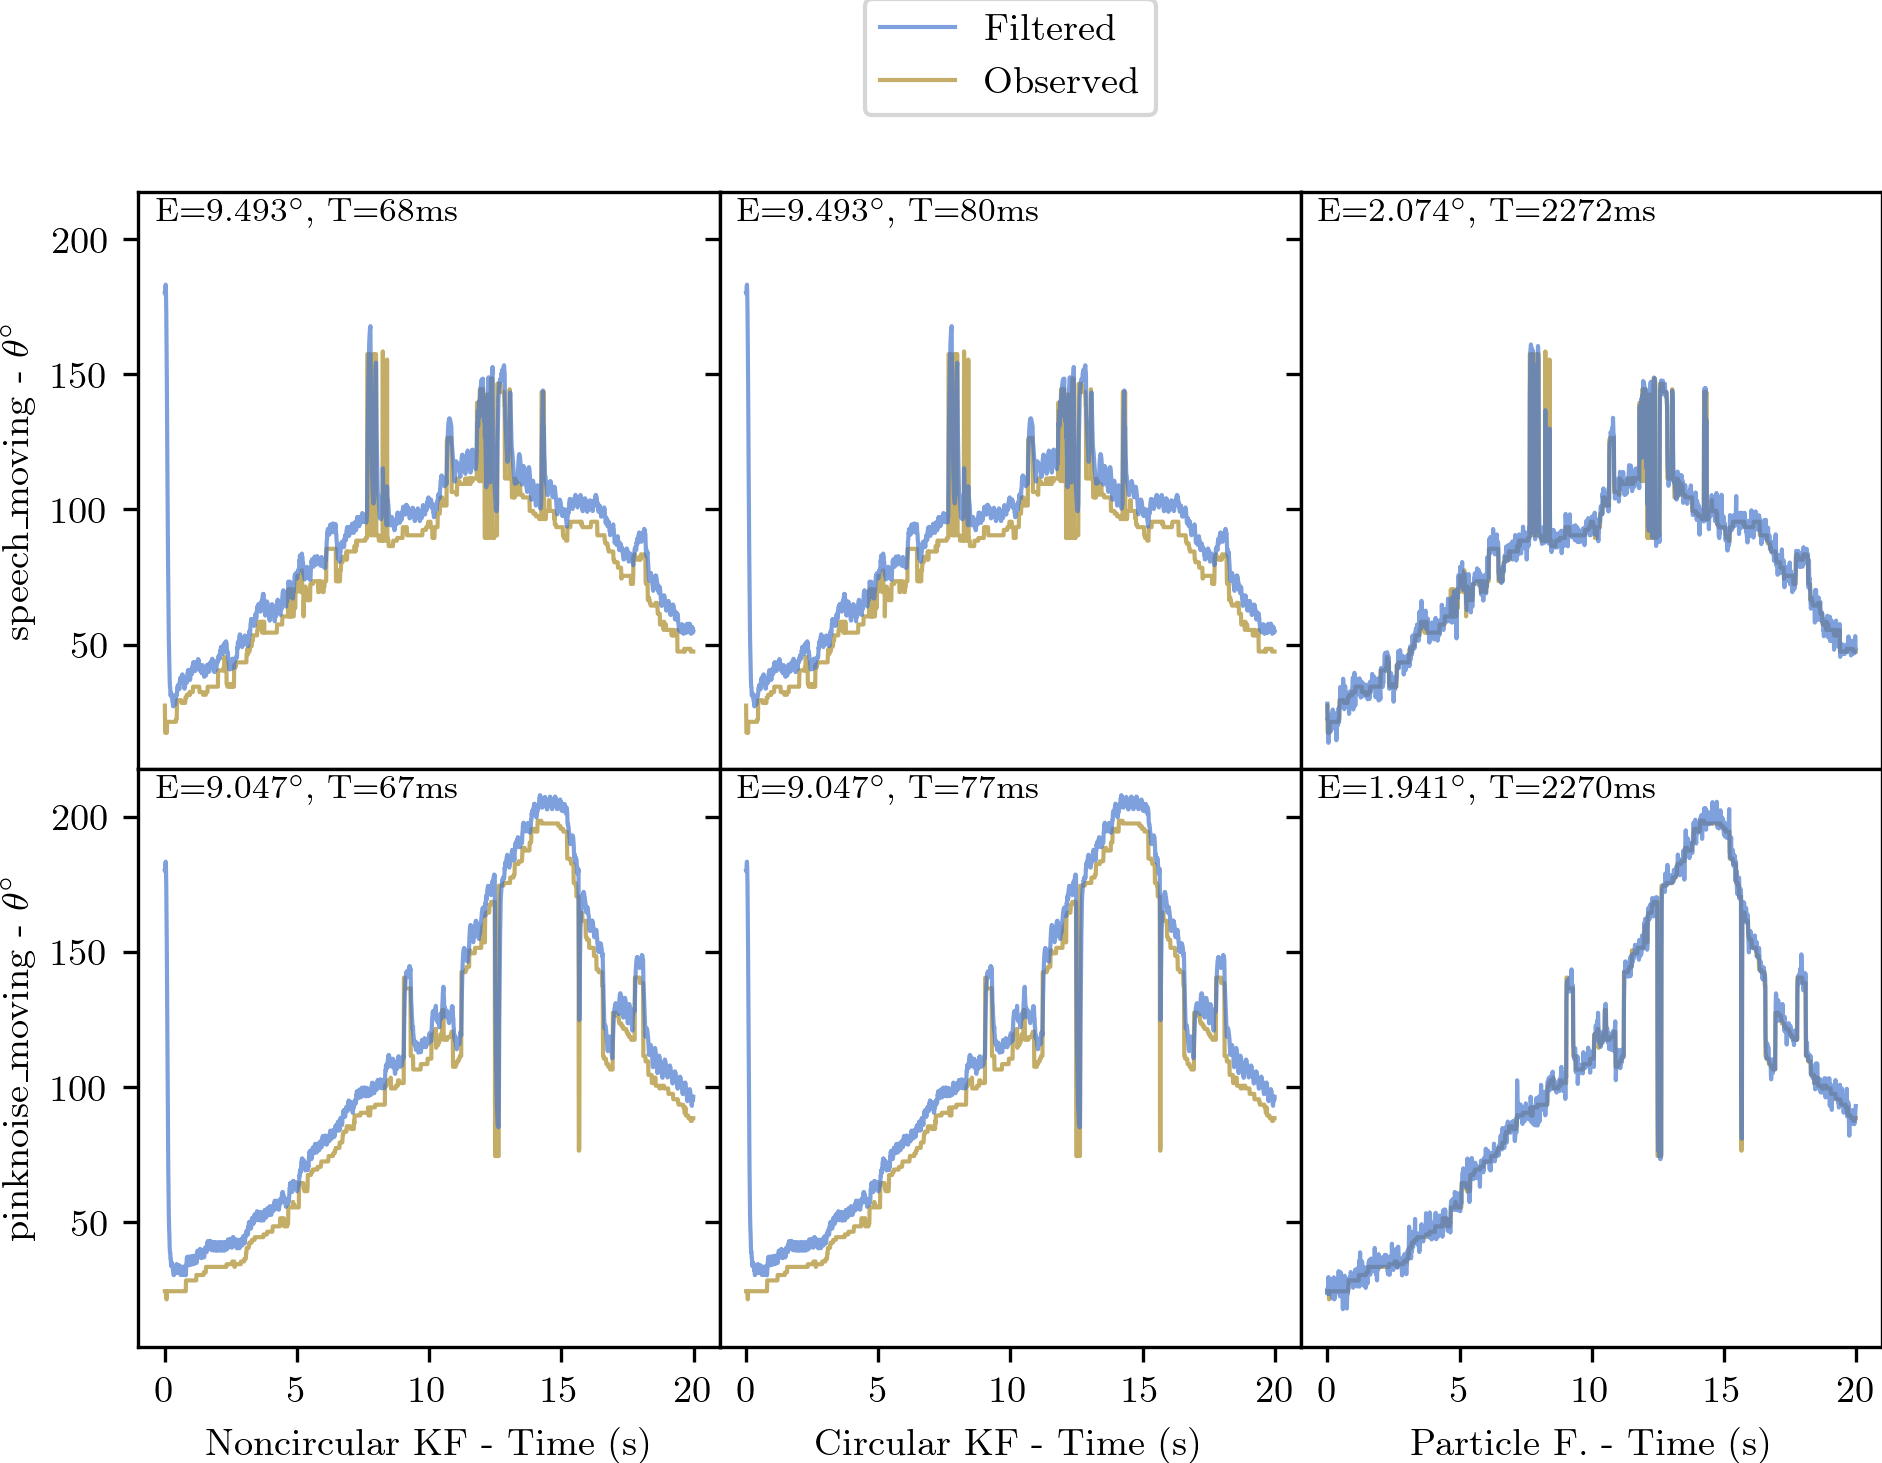 Filtered
Observed
E=9.493°, T=68ms
E=9.493°, T=80ms
E=2.074°, T=2272ms
200
150
100
50
speech_moving - θ°
E=9.047°, T=67ms
E=9.047°, T=77ms
E=1.941°, T=2270ms
200
150
100
50
pinknoise_moving - θ°
0 5 10 15 20
0 5 10 15 20
0 5 10 15 20
Noncircular KF - Time (s)
Circular KF - Time (s)
Particle F. - Time (s)